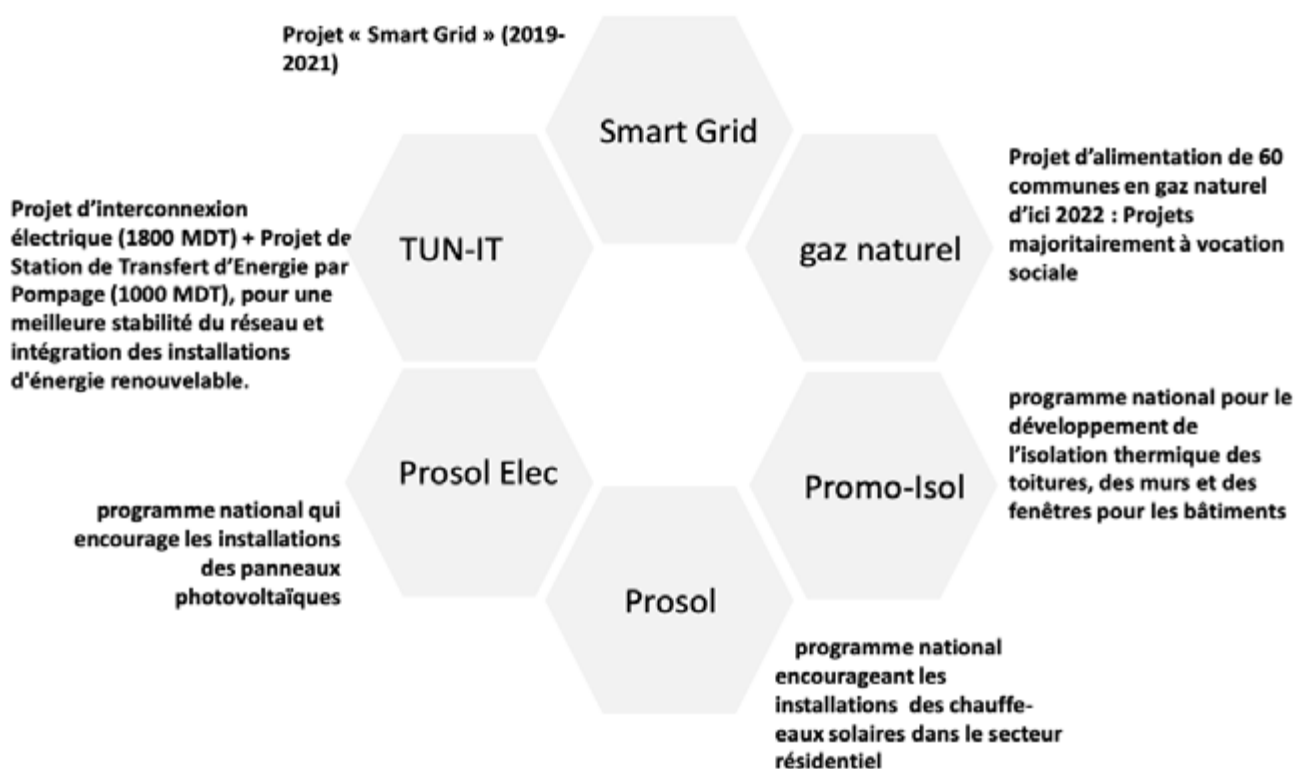 Projet « Smart Grid » (2019-
2021)
Smart Grid
Projet d’alimentation de 60
communes en gaz naturel
d’ici 2022 : Projets
majoritairement à vocation
sociale
gaz naturel
Projet d’interconnexion
électrique (1800 MDT) + Projet de
Station de Transfert d’Energie par
Pompage (1000 MDT), pour une
meilleure stabilité du réseau et
intégration des installations
d'énergie renouvelable.
TUN-IT
programme national pour le
développement de
l’isolation thermique des
toitures, des murs et des
fenêtres pour les bâtiments
Promo-Isol
Prosol Elec
programme national qui
encourage les installations
des panneaux
photovoltaïques
Prosol
programme national
encourageant les
installations des chauffe-
eaux solaires dans le secteur
résidentiel